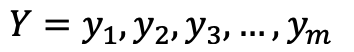 Y = y₁, y₂, y₃, ..., yₘ